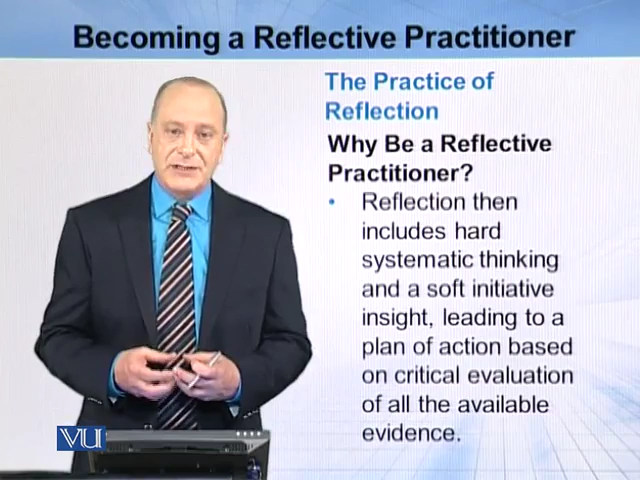 Becoming a Reflective Practitioner
The Practice of
Reflection
Why Be a Reflective
Practitioner?
• Reflection then
includes hard
systematic thinking
and a soft initiative
insight, leading to a
plan of action based
on critical evaluation
of all the available
evidence.
VU